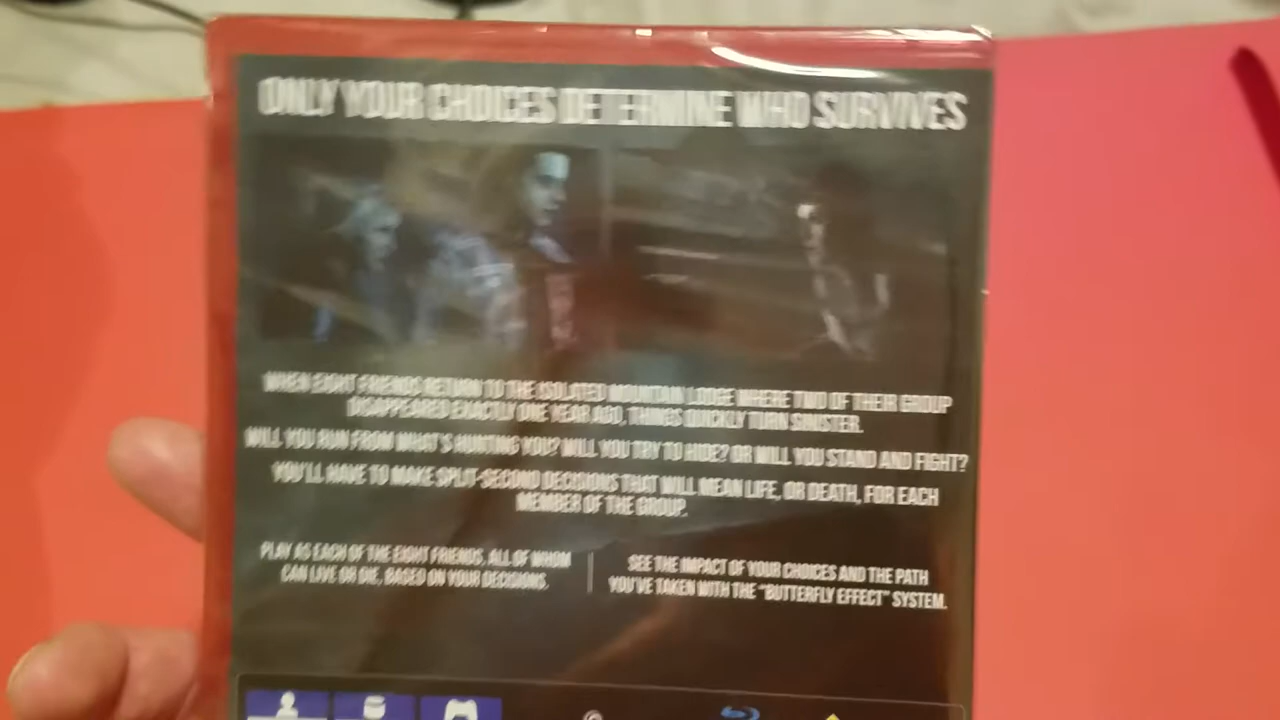 ONLY YOUR CHOICES DETERMINE WHO SURVIVES
WHEN EIGHT FRIENDS RETURN TO THE ISOLATED MOUNTAIN LODGE WHERE TWO OF THEIR GROUP
DISAPPEARED EXACTLY ONE YEAR AGO, THINGS QUICKLY TURN SINISTER.
WILL YOU RUN FROM WHAT'S HUNTING YOU? WILL YOU TRY TO HIDE? OR WILL YOU STAND AND FIGHT?
YOU'LL HAVE TO MAKE SPLIT-SECOND DECISIONS THAT WILL MEAN LIFE, OR DEATH, FOR EACH
MEMBER OF THE GROUP.
PLAY AS EACH OF THE EIGHT FRIENDS, ALL OF WHOM
CAN LIVE OR DIE, BASED ON YOUR DECISIONS.
SEE THE IMPACT OF YOUR CHOICES AND THE PATH
YOU'VE TAKEN WITH THE "BUTTERFLY EFFECT" SYSTEM.